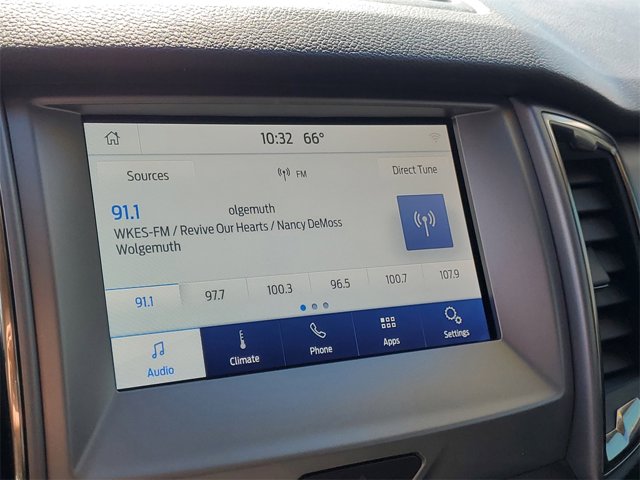 10:32 66°
Sources
FM
Direct Tune
91.1
olgemuth
WKES-FM / Revive Our Hearts / Nancy DeMoss
Wolgemuth
91.1 97.7 100.3 96.5 100.7 107.9
Audio Climate Phone Apps Settings